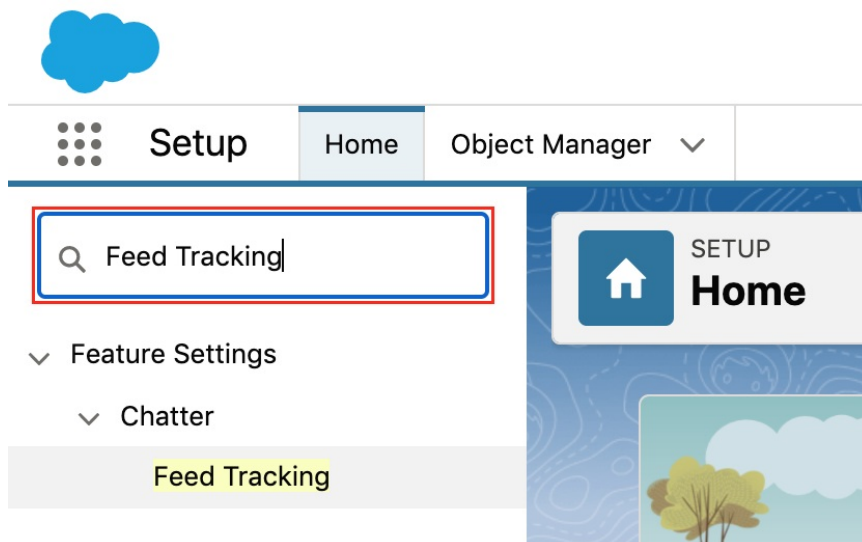 Setup
Home
Object Manager
Feed Tracking
SETUP
Home
Feature Settings
Chatter
Feed Tracking